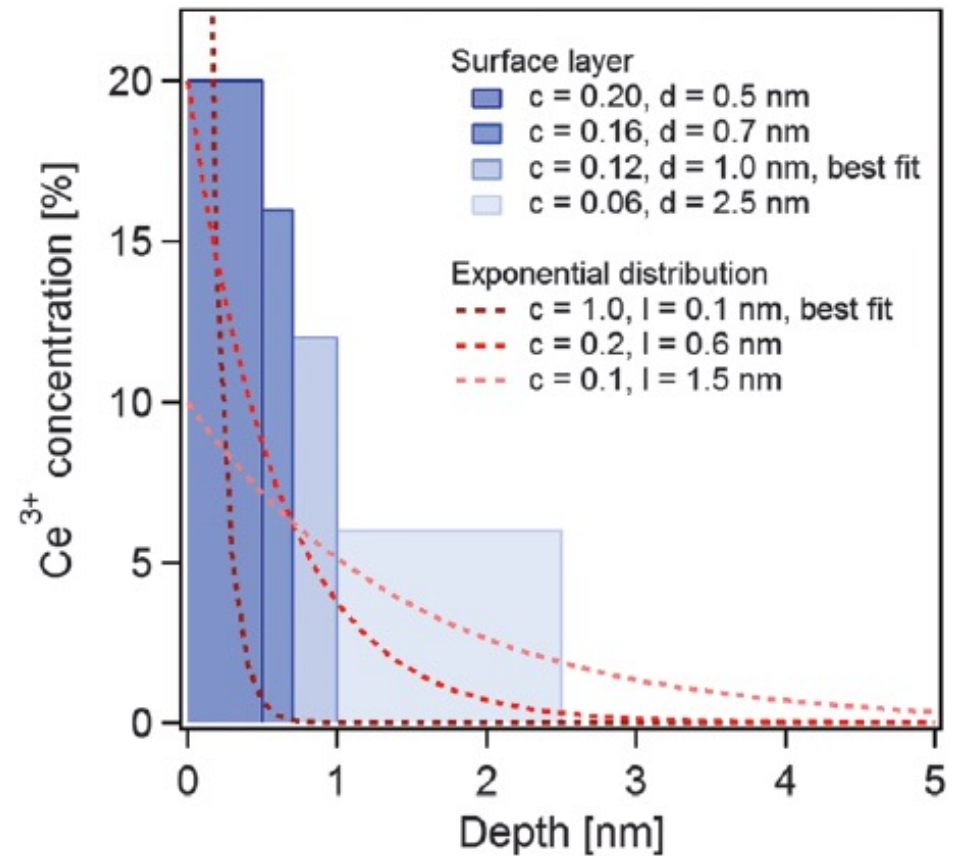 Surface layer
c = 0.20, d = 0.5 nm
c = 0.16, d = 0.7 nm
c = 0.12, d = 1.0 nm, best fit
c = 0.06, d = 2.5 nm
Exponential distribution
c = 1.0, l = 0.1 nm, best fit
c = 0.2, l = 0.6 nm
c = 0.1, l = 1.5 nm
Ce³⁺ concentration [%]
20
15
10
5
0
0 1 2 3 4 5
Depth [nm]